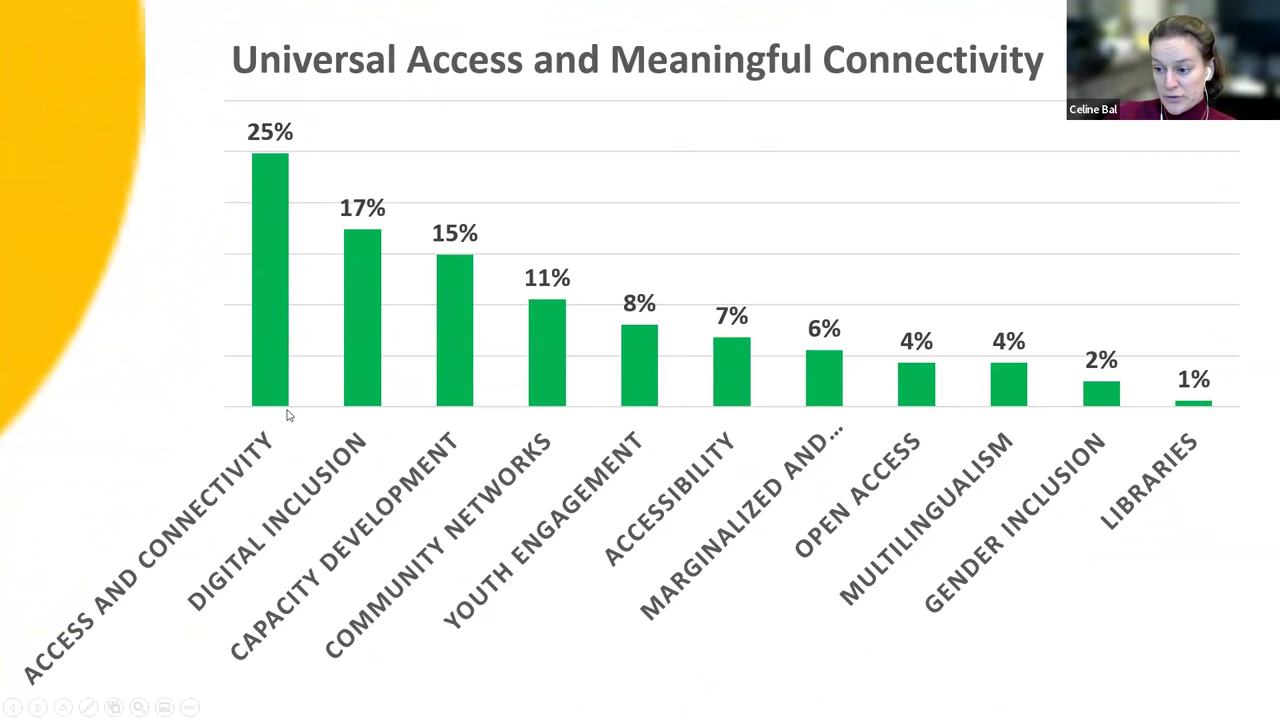 Universal Access and Meaningful Connectivity
Celine Bal
25%
17%
15%
11%
8%
7%
6%
4%
4%
2%
1%
ACCESS AND CONNECTIVITY
DIGITAL INCLUSION
CAPACITY DEVELOPMENT
COMMUNITY NETWORKS
YOUTH ENGAGEMENT
ACCESSIBILITY
MARGINALIZED AND...
OPEN ACCESS
MULTILINGUALISM
GENDER INCLUSION
LIBRARIES